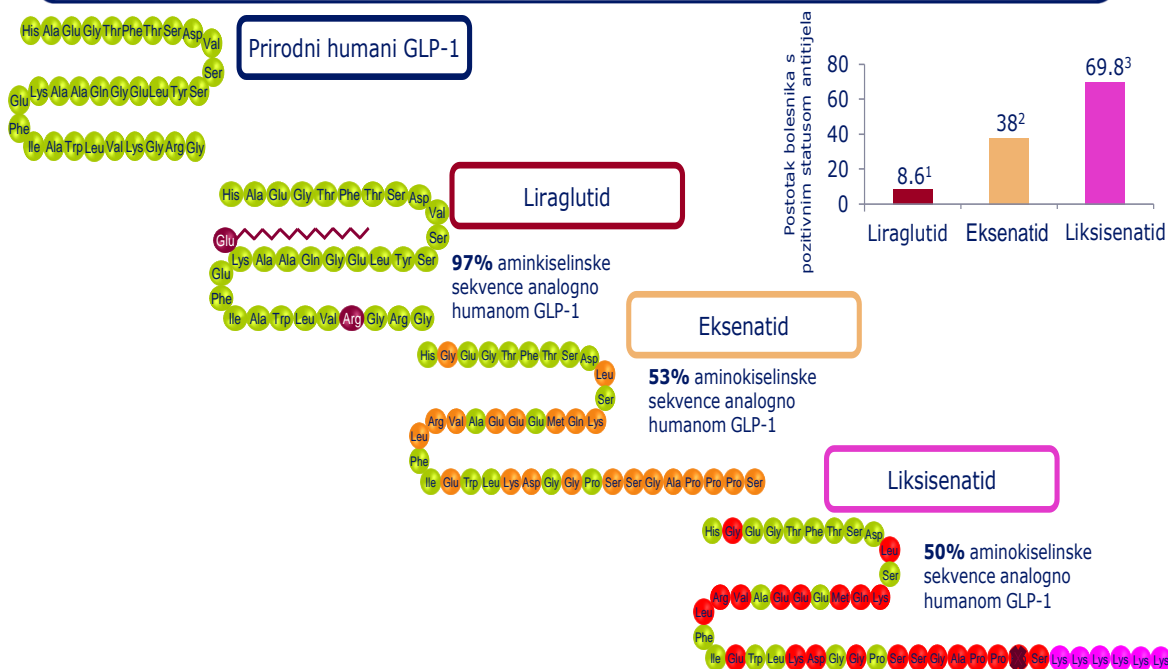 His Ala Glu Gly Thr Phe Thr Ser Asp
Val
Ser
Lys Ala Ala Gln Gly Glu Leu Tyr Ser
Glu
Phe
Ile Ala Trp Leu Val Lys Gly Arg Gly
Prirodni humani GLP-1
Postotak bolesnika s
pozitivnim statusom antitijela
80
60
40
20
0
8.6¹
38²
69.8³
Liraglutid Eksenatid Liksisenatid
Liraglutid
His Ala Glu Gly Thr Phe Thr Ser Asp
Val
Ser
Glu
Lys Ala Ala Gln Gly Glu Leu Tyr Ser
Glu
Phe
Ile Ala Trp Leu Val Arg Gly Arg Gly
97% aminkiselinske
sekvence analogno
humanom GLP-1
Eksenatid
His Gly Glu Gly Thr Phe Thr Ser Asp
Leu
Ser
Arg Val Ala Glu Glu Glu Met Gln Lys
Leu
Phe
Ile Glu Trp Leu Lys Asp Gly Gly Pro Ser Ser Gly Ala Pro Pro Pro Ser
53% aminokiselinske
sekvence analogno
humanom GLP-1
Liksisenatid
His Gly Glu Gly Thr Phe Thr Ser Asp
Leu
Ser
Arg Val Ala Glu Glu Glu Met Gln Lys
Leu
Phe
Ile Glu Trp Leu Lys Asp Gly Gly Pro Ser Ser Gly Ala Pro Pro Ser Lys Lys Lys Lys Lys Lys
50% aminokiselinske
sekvence analogno
humanom GLP-1